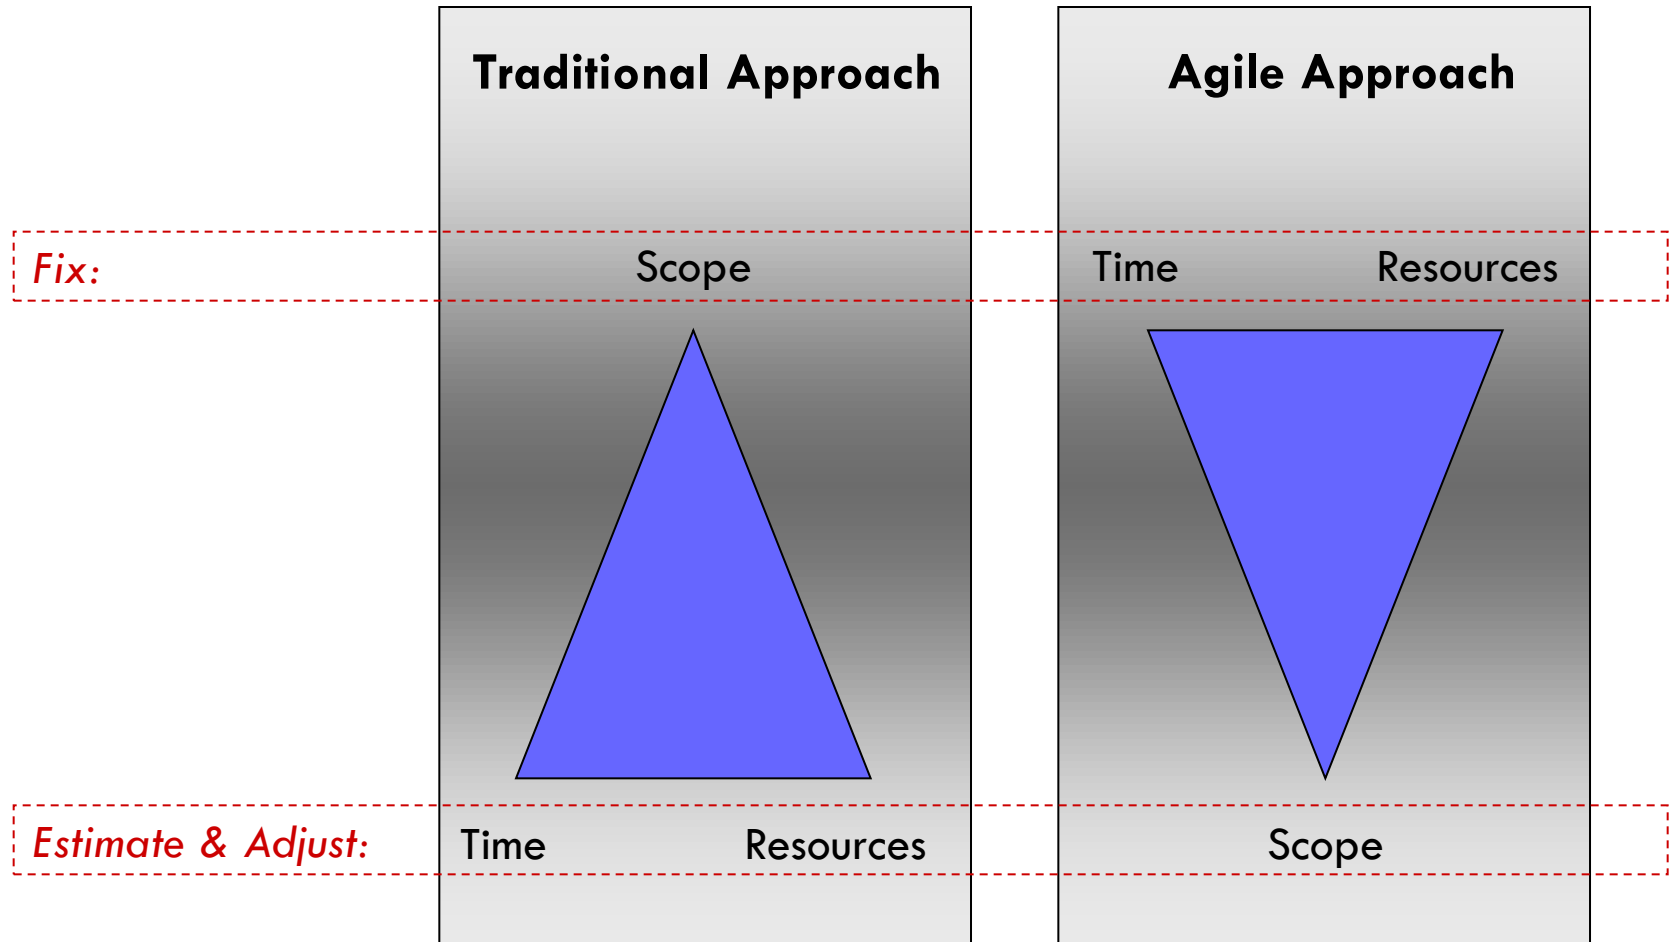 Traditional Approach
Agile Approach
Fix: Scope Time Resources
Estimate & Adjust: Time Resources Scope